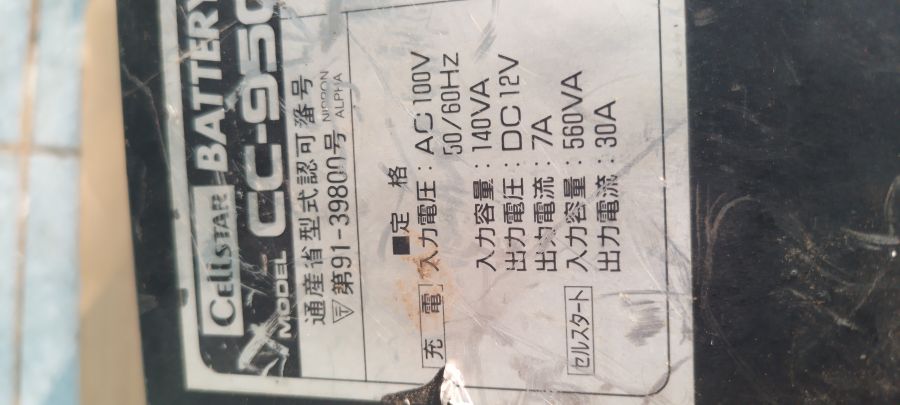 CellSTAR BATTERY
MODEL CC-950
通産省型式認可番号
第91-39800号 NIPPON ALPHA
■定 格
充電 入力電圧：AC100V
50/60HZ
入力容量：140VA
出力電圧：DC12V
出力電流：7A
セルスタート 入力容量：560VA
出力電流：30A